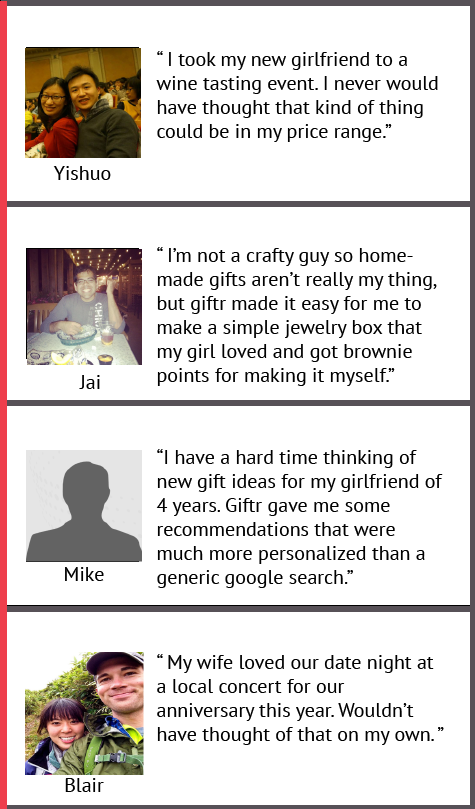 “ I took my new girlfriend to a
wine tasting event. I never would
have thought that kind of thing
could be in my price range.”
Yishuo
“ I’m not a crafty guy so home-
made gifts aren’t really my thing,
but giftr made it easy for me to
make a simple jewelry box that
my girl loved and got brownie
points for making it myself.”
Jai
“I have a hard time thinking of
new gift ideas for my girlfriend of
4 years. Giftr gave me some
recommendations that were
much more personalized than a
generic google search.”
Mike
“ My wife loved our date night at
a local concert for our
anniversary this year. Wouldn’t
have thought of that on my own. ”
Blair